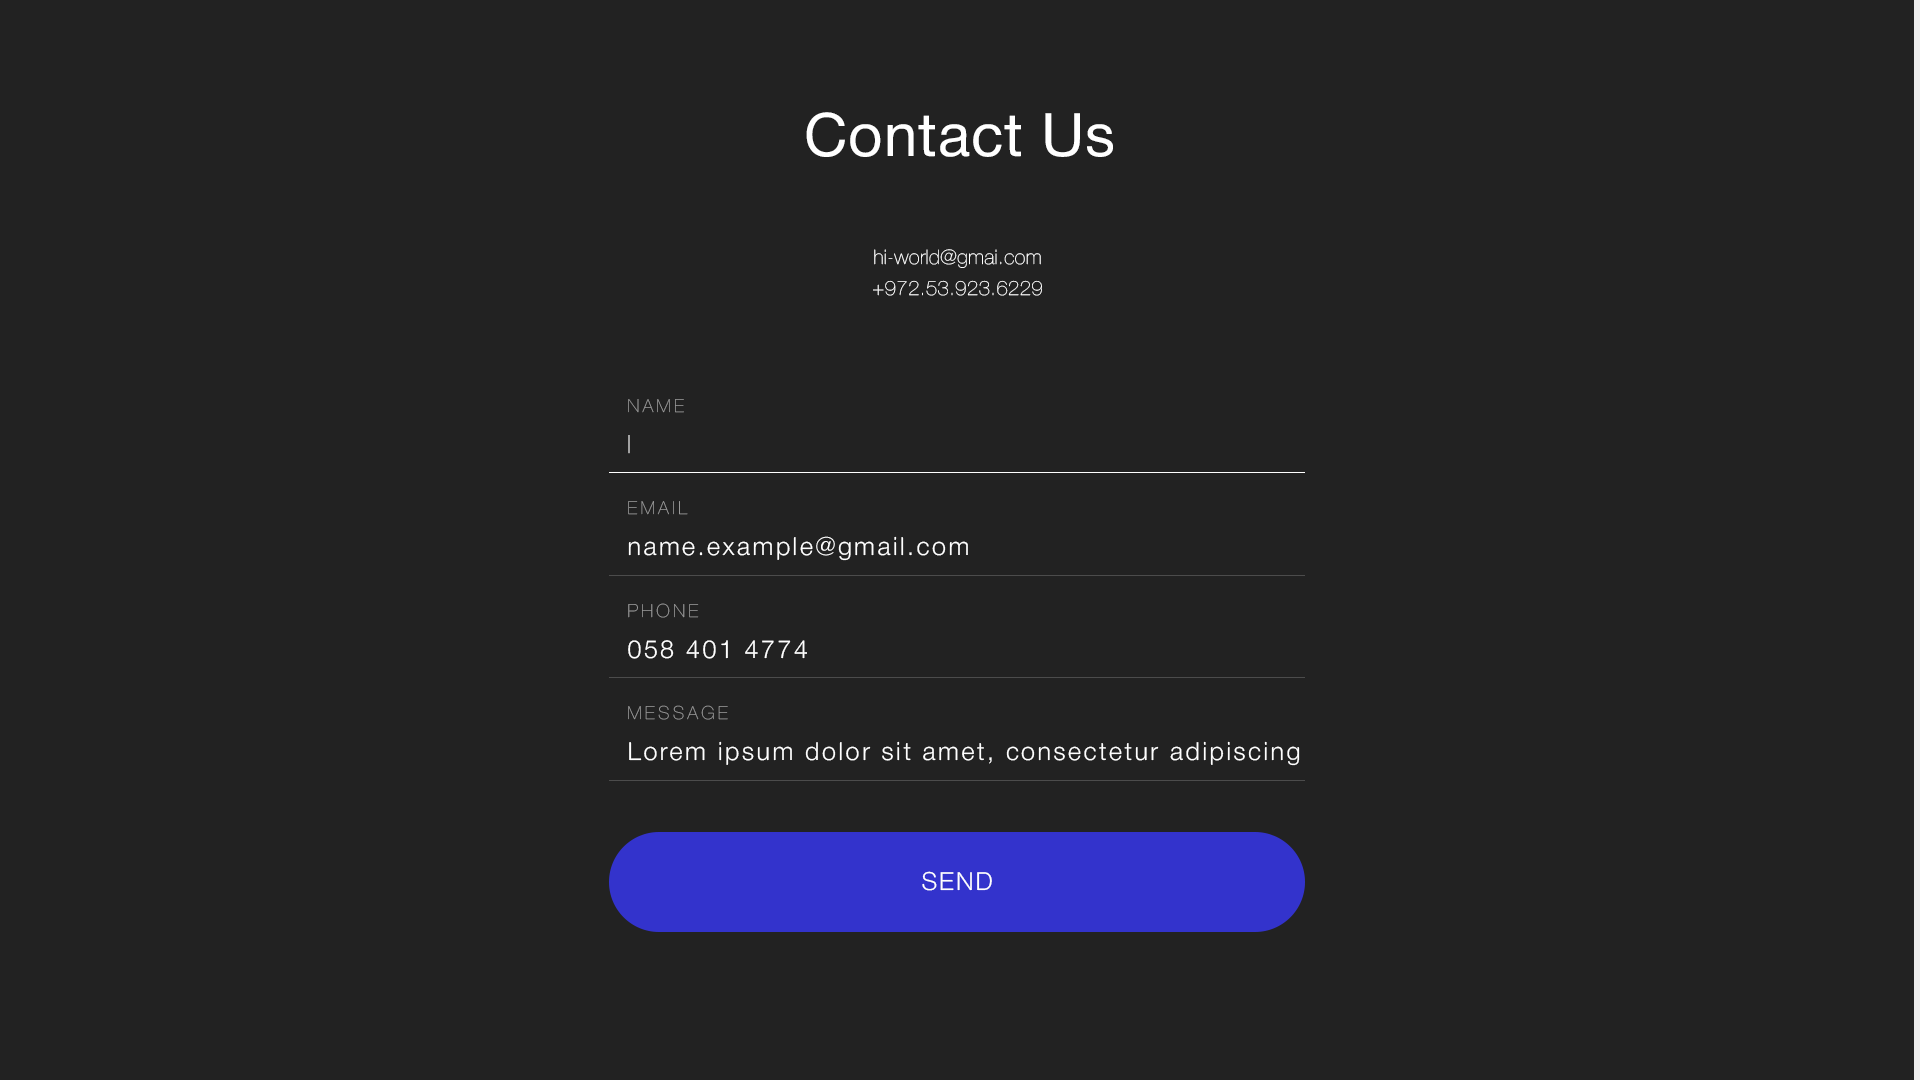 Contact Us
hi-world@gmai.com
+972.53.923.6229
NAME
EMAIL
name.example@gmail.com
PHONE
058 401 4774
MESSAGE
Lorem ipsum dolor sit amet, consectetur adipiscing
SEND